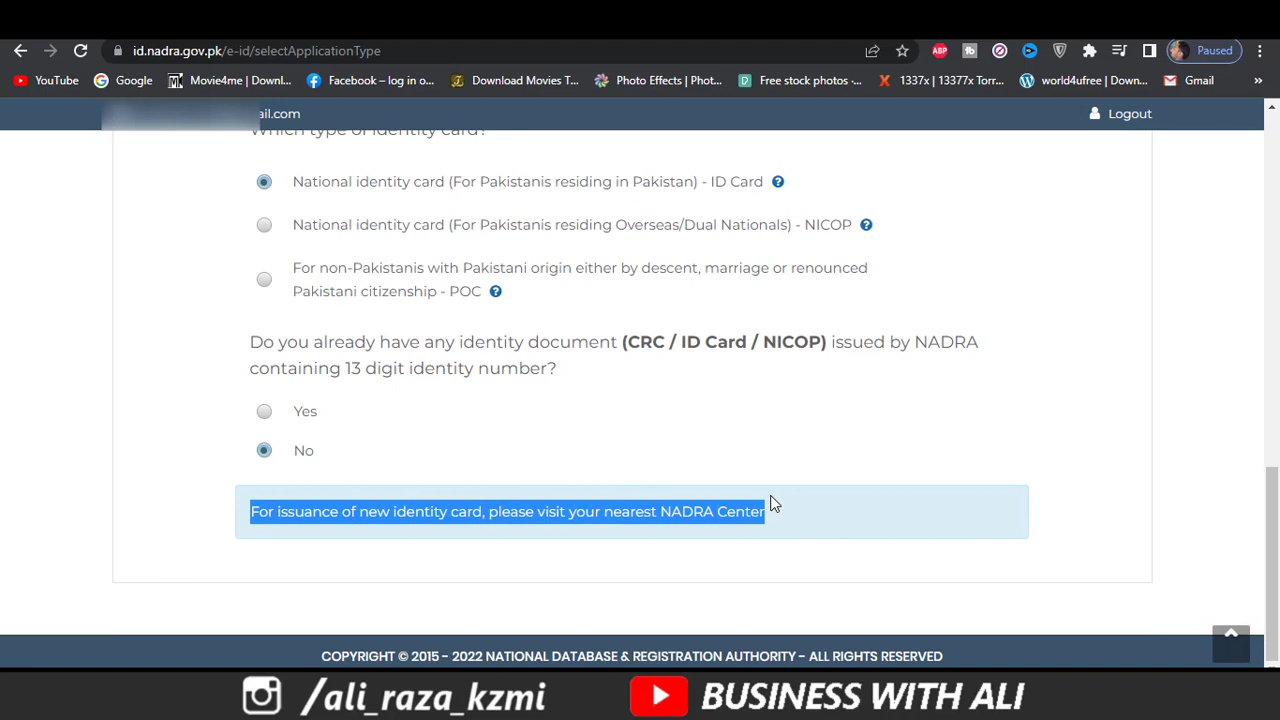 id.nadra.gov.pk/e-id/selectApplicationType
ABP
Paused
YouTube
Google
Movie4me | Downl...
Facebook – log in o...
Download Movies T...
Photo Effects | Phot...
Free stock photos -...
1337x | 13377x Torr...
world4ufree | Down...
Gmail
»
ail.com
Logout
Which type of identity card?
National identity card (For Pakistanis residing in Pakistan) - ID Card ?
National identity card (For Pakistanis residing Overseas/Dual Nationals) - NICOP ?
For non-Pakistanis with Pakistani origin either by descent, marriage or renounced
Pakistani citizenship - POC ?
Do you already have any identity document (CRC / ID Card / NICOP) issued by NADRA
containing 13 digit identity number?
Yes
No
For issuance of new identity card, please visit your nearest NADRA Center
COPYRIGHT © 2015 - 2022 NATIONAL DATABASE & REGISTRATION AUTHORITY - ALL RIGHTS RESERVED
/ali_raza_kzmi
BUSINESS WITH ALI